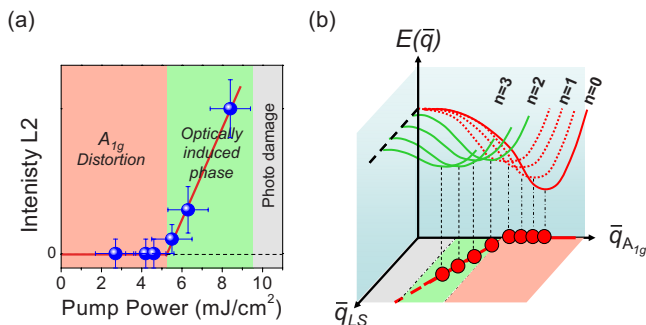 (a)
Intenisty L2
0
A1g
Distortion
Optically
induced
phase
Photo damage
0 2 4 6 8 10
Pump Power (mJ/cm²)
(b)
E(q̄)
n=3
n=2
n=1
n=0
q̄A1g
q̄LS